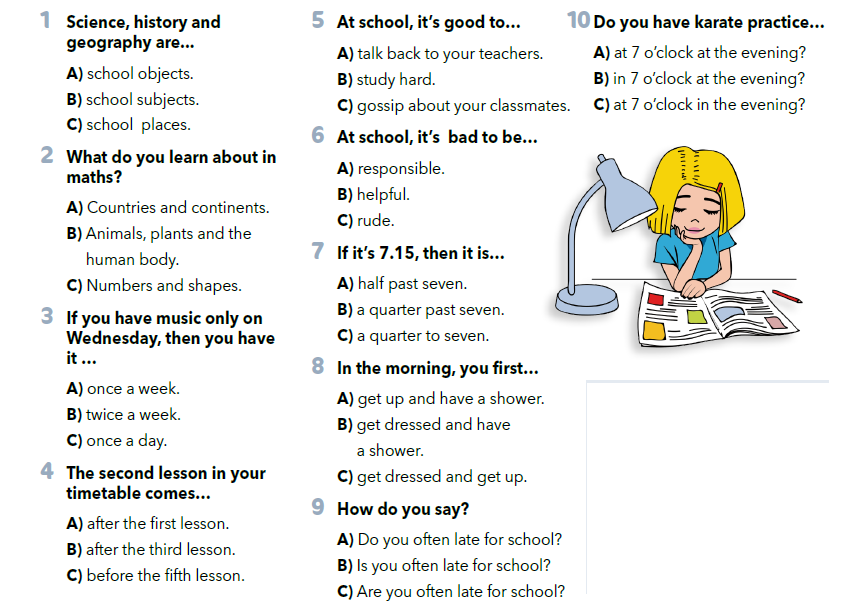 1 Science, history and
geography are...
A) school objects.
B) school subjects.
C) school places.
2 What do you learn about in
maths?
A) Countries and continents.
B) Animals, plants and the
human body.
C) Numbers and shapes.
3 If you have music only on
Wednesday, then you have
it ...
A) once a week.
B) twice a week.
C) once a day.
4 The second lesson in your
timetable comes...
A) after the first lesson.
B) after the third lesson.
C) before the fifth lesson.
5 At school, it’s good to...
A) talk back to your teachers.
B) study hard.
C) gossip about your classmates.
6 At school, it’s bad to be...
A) responsible.
B) helpful.
C) rude.
7 If it’s 7.15, then it is...
A) half past seven.
B) a quarter past seven.
C) a quarter to seven.
8 In the morning, you first...
A) get up and have a shower.
B) get dressed and have
a shower.
C) get dressed and get up.
9 How do you say?
A) Do you often late for school?
B) Is you often late for school?
C) Are you often late for school?
10 Do you have karate practice...
A) at 7 o’clock at the evening?
B) in 7 o’clock at the evening?
C) at 7 o’clock in the evening?